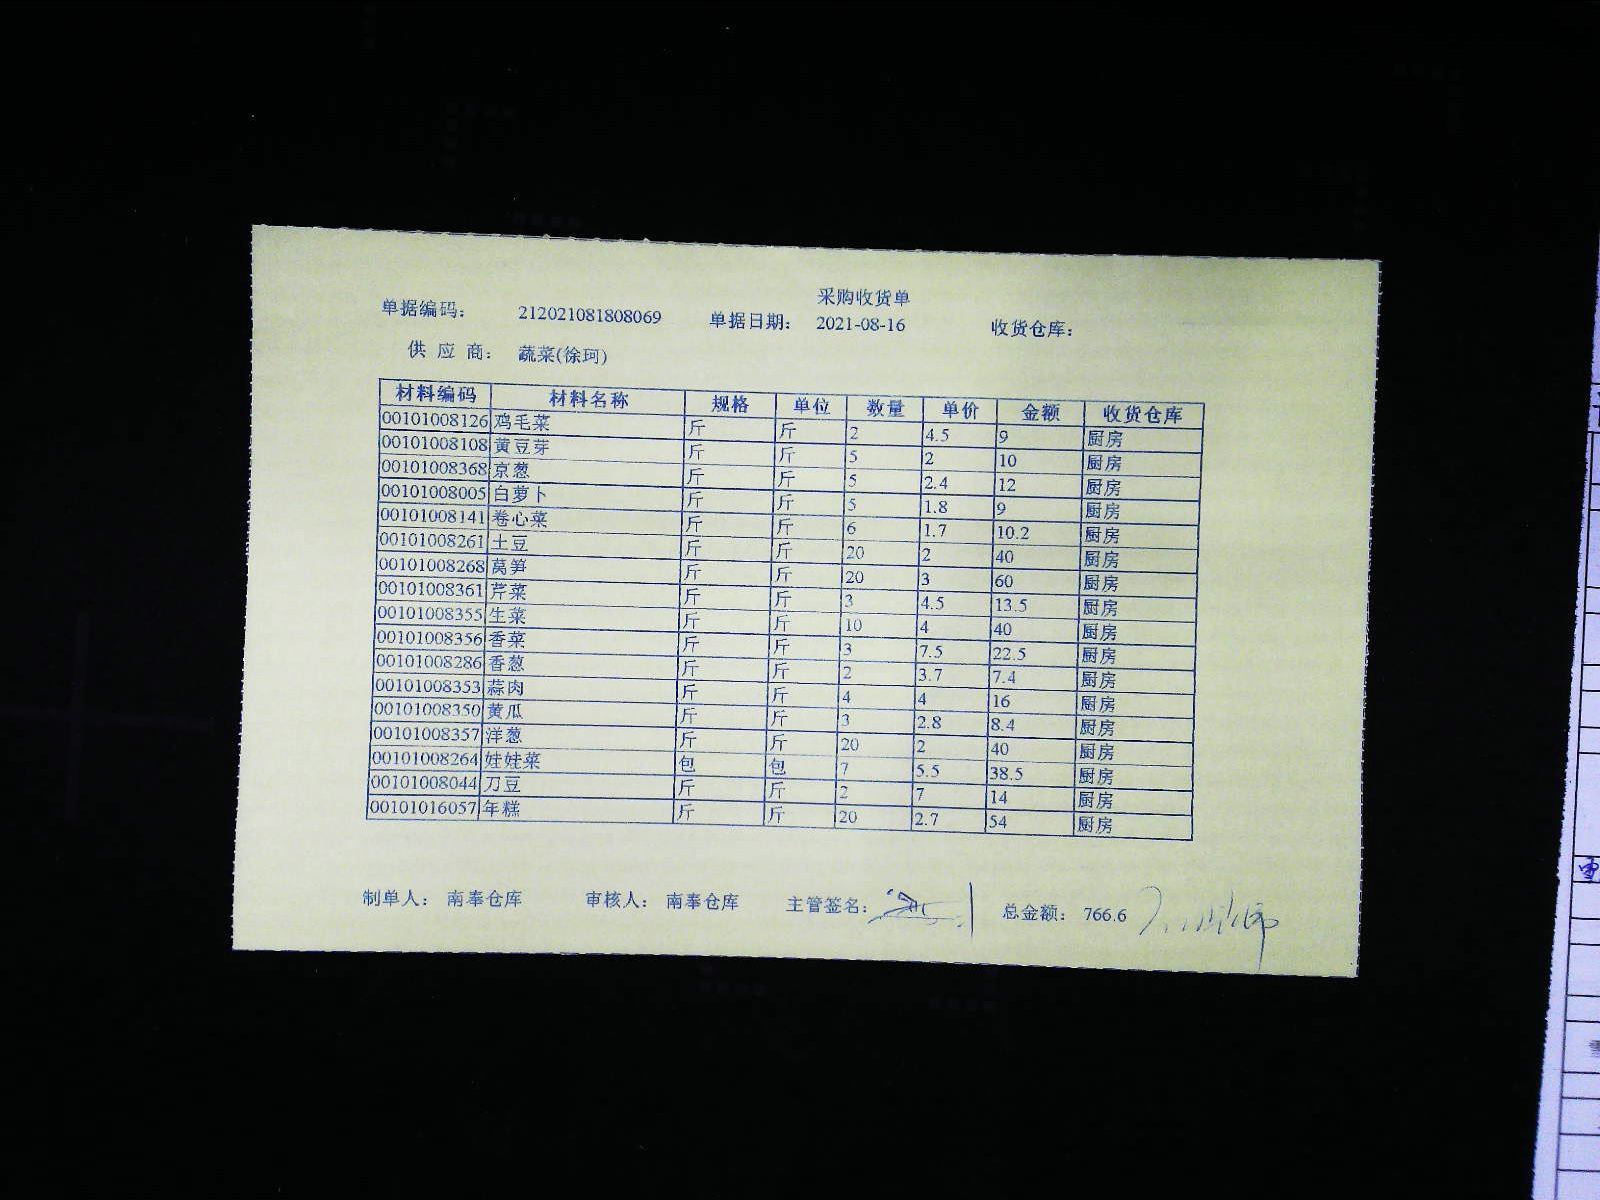 采购收货单
单据编码： 212021081808069 单据日期： 2021-08-16 收货仓库：
供 应 商： 蔬菜(徐珂)
材料编码 材料名称 规格 单位 数量 单价 金额 收货仓库
00101008126 鸡毛菜 斤 斤 2 4.5 9 厨房
00101008108 黄豆芽 斤 斤 5 2 10 厨房
00101008368 京葱 斤 斤 5 2.4 12 厨房
00101008005 白萝卜 斤 斤 5 1.8 9 厨房
00101008141 卷心菜 斤 斤 6 1.7 10.2 厨房
00101008261 土豆 斤 斤 20 2 40 厨房
00101008268 莴笋 斤 斤 20 3 60 厨房
00101008361 芹菜 斤 斤 3 4.5 13.5 厨房
00101008355 生菜 斤 斤 10 4 40 厨房
00101008356 香菜 斤 斤 3 7.5 22.5 厨房
00101008286 香葱 斤 斤 2 3.7 7.4 厨房
00101008353 蒜肉 斤 斤 4 4 16 厨房
00101008350 黄瓜 斤 斤 3 2.8 8.4 厨房
00101008357 洋葱 斤 斤 20 2 40 厨房
00101008264 娃娃菜 包 包 7 5.5 38.5 厨房
00101008044 刀豆 斤 斤 2 7 14 厨房
00101016057 年糕 斤 斤 20 2.7 54 厨房
制单人： 南奉仓库 审核人： 南奉仓库 主管签名： 总金额： 766.6